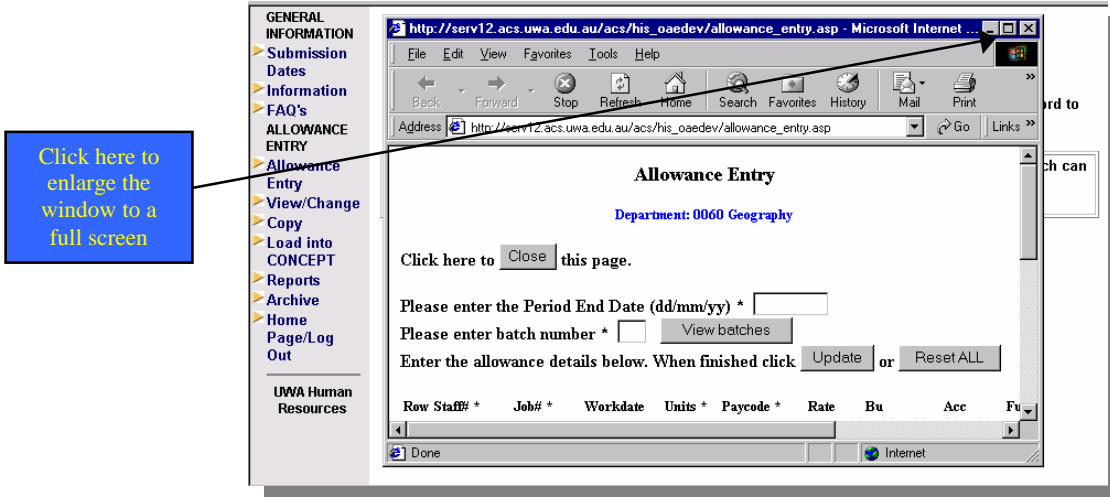 GENERAL
INFORMATION
Submission
Dates
Information
FAQ's
ALLOWANCE
ENTRY
Allowance
Entry
View/Change
Copy
Load into
CONCEPT
Reports
Archive
Home
Page/Log
Out
UWA Human
Resources
Click here to
enlarge the
window to a
full screen
http://serv12.acs.uwa.edu.au/acs/his_oaedev/allowance_entry.asp - Microsoft Internet ...
File Edit View Favorites Tools Help
Back Forward Stop Refresh Home Search Favorites History Mail Print »
Address http://serv12.acs.uwa.edu.au/acs/his_oaedev/allowance_entry.asp Go Links »
Allowance Entry
Department: 0060 Geography
Click here to Close this page.
Please enter the Period End Date (dd/mm/yy) *
Please enter batch number * View batches
Enter the allowance details below. When finished click Update or Reset ALL
Row Staff# * Job# * Workdate Units * Paycode * Rate Bu Acc Fu
Done Internet
ord to
ch can